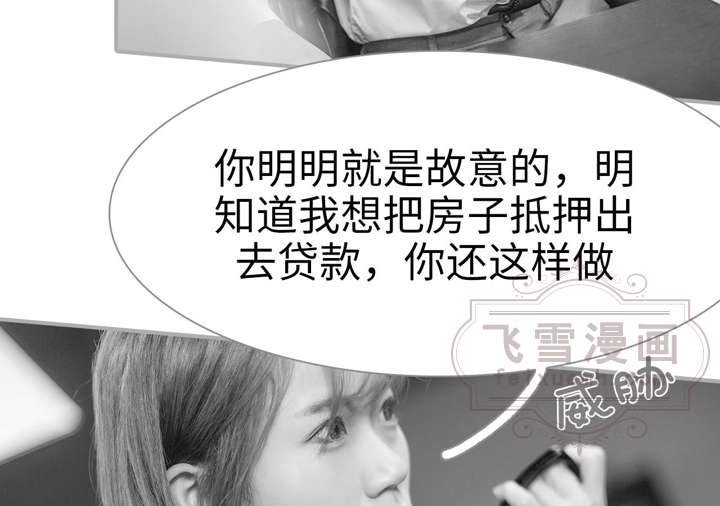 你明明就是故意的，明
知道我想把房子抵押出
去贷款，你还这样做
飞雪漫画
威胁